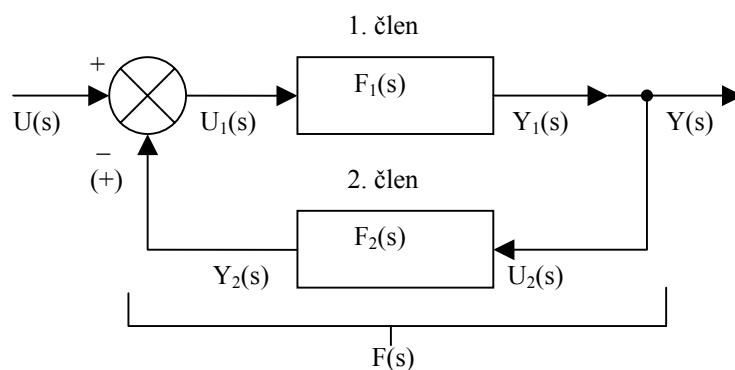 1. člen
+
F₁(s)
U(s)
U₁(s)
Y₁(s)
Y(s)
−
(+)
2. člen
F₂(s)
Y₂(s)
U₂(s)
F(s)